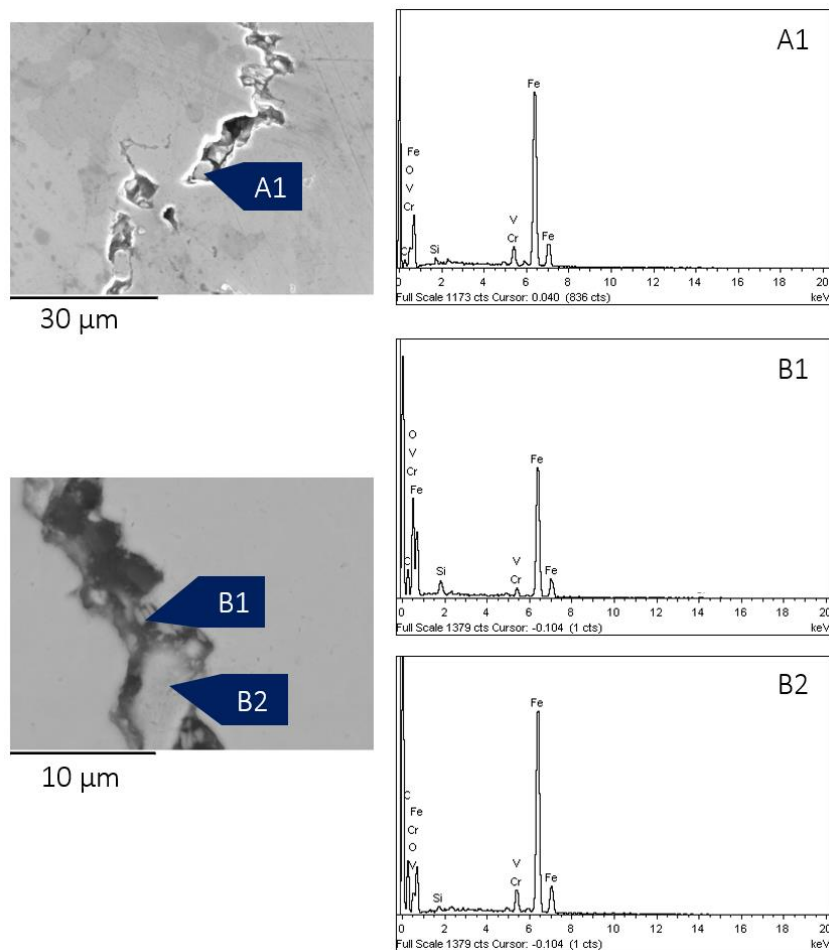 A1
30 µm
A1
Fe
Fe
O
V
Cr
C
Si
V
Cr
Fe
0 2 4 6 8 10 12 14 16 18 20
Full Scale 1173 cts Cursor: 0.040 (836 cts) keV
B1
B2
10 µm
B1
O
V
Cr
Fe
C
Si
V
Cr
Fe
Fe
0 2 4 6 8 10 12 14 16 18 20
Full Scale 1379 cts Cursor: -0.104 (1 cts) keV
B2
Fe
C
Fe
Cr
O
V
Si
V
Cr
Fe
0 2 4 6 8 10 12 14 16 18 20
Full Scale 1379 cts Cursor: -0.104 (1 cts) keV